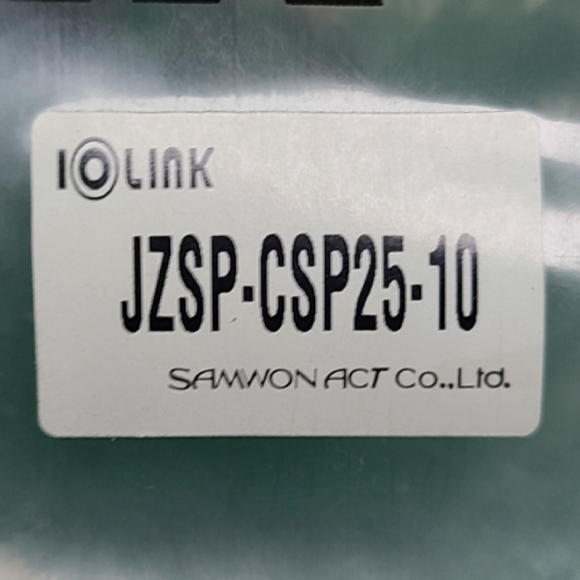 IOLINK
JZSP-CSP25-10
SAMWON ACT Co.,Ltd.